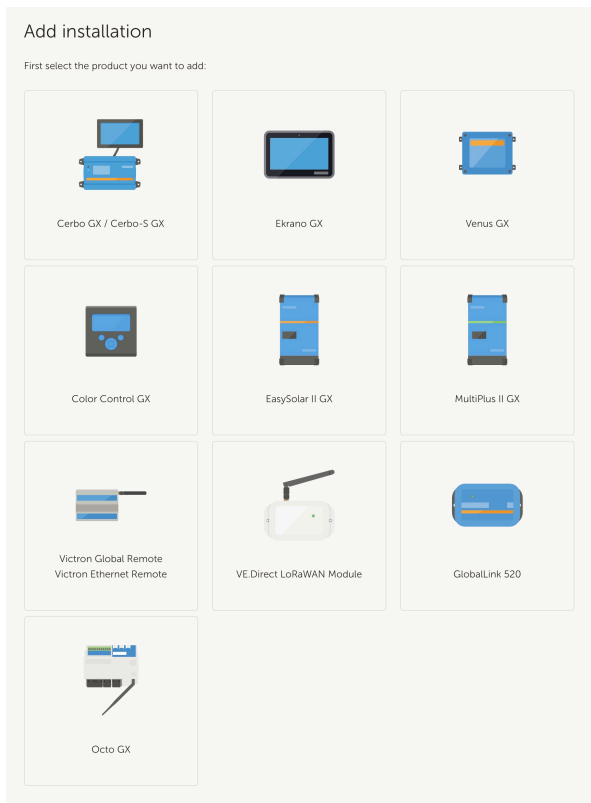 Add installation
First select the product you want to add:
Cerbo GX / Cerbo-S GX
Ekrano GX
Venus GX
Color Control GX
EasySolar II GX
MultiPlus II GX
Victron Global Remote
Victron Ethernet Remote
VE.Direct LoRaWAN Module
GlobalLink 520
Octo GX